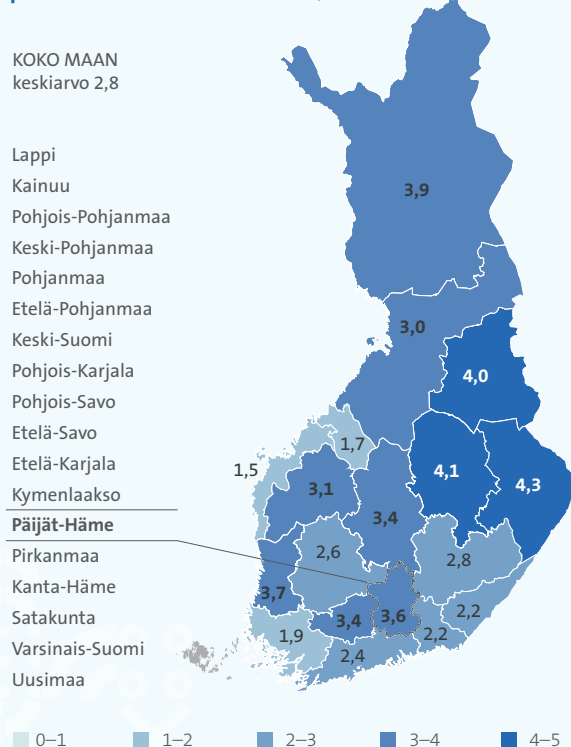 KOKO MAAN
keskiarvo 2,8
Lappi
Kainuu
Pohjois-Pohjanmaa
Keski-Pohjanmaa
Pohjanmaa
Etelä-Pohjanmaa
Keski-Suomi
Pohjois-Karjala
Pohjois-Savo
Etelä-Savo
Etelä-Karjala
Kymenlaakso
Päijät-Häme
Pirkanmaa
Kanta-Häme
Satakunta
Varsinais-Suomi
Uusimaa
3,9
3,0
4,0
1,7
1,5
4,1
3,1
4,3
3,4
2,6
2,8
3,7
2,2
3,4
3,6
1,9
2,2
2,4
0–1
1–2
2–3
3–4
4–5